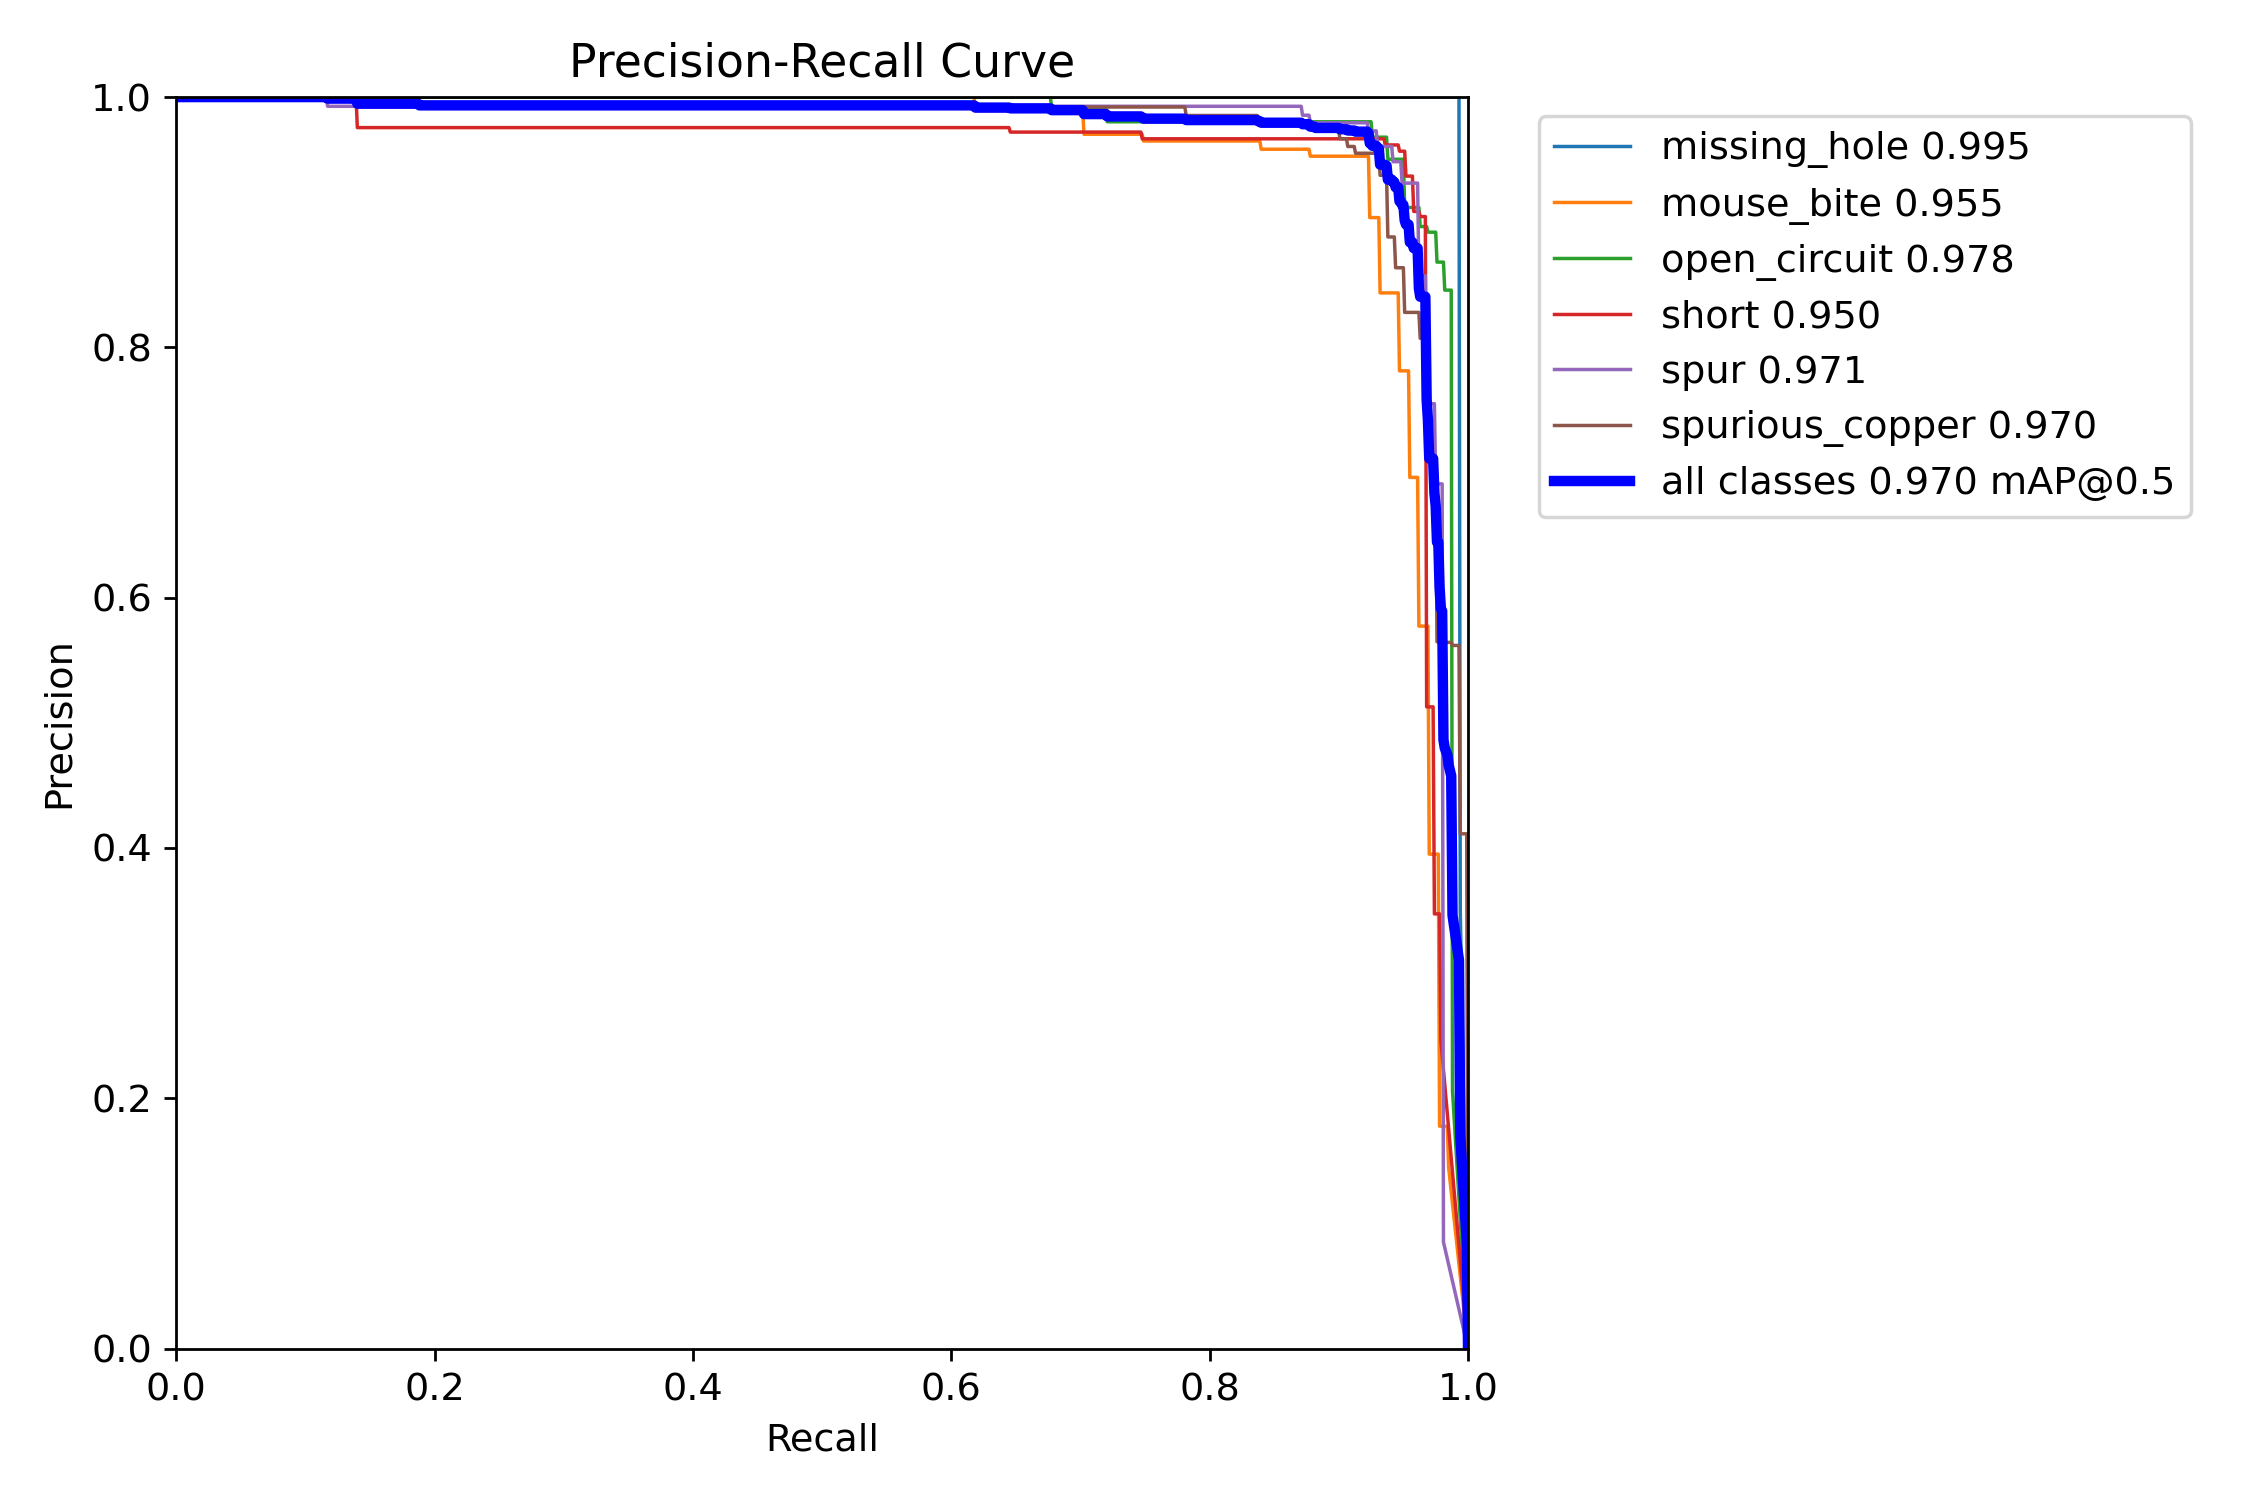 Precision-Recall Curve
1.0
0.8
0.6
0.4
0.2
0.0
Precision
0.0 0.2 0.4 0.6 0.8 1.0
Recall
missing_hole 0.995
mouse_bite 0.955
open_circuit 0.978
short 0.950
spur 0.971
spurious_copper 0.970
all classes 0.970 mAP@0.5